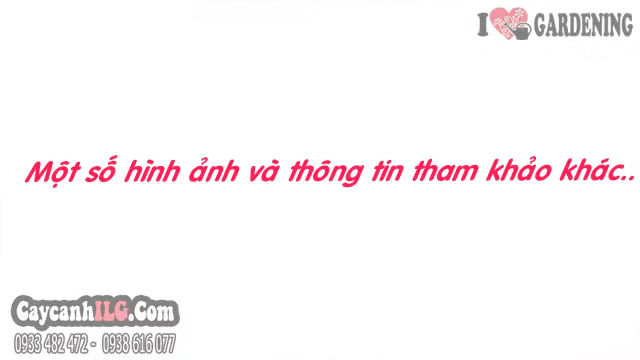 I GARDENING
Một số hình ảnh và thông tin tham khảo khác..
CaycanhILG.Com
0933 482 472 - 0938 616 077